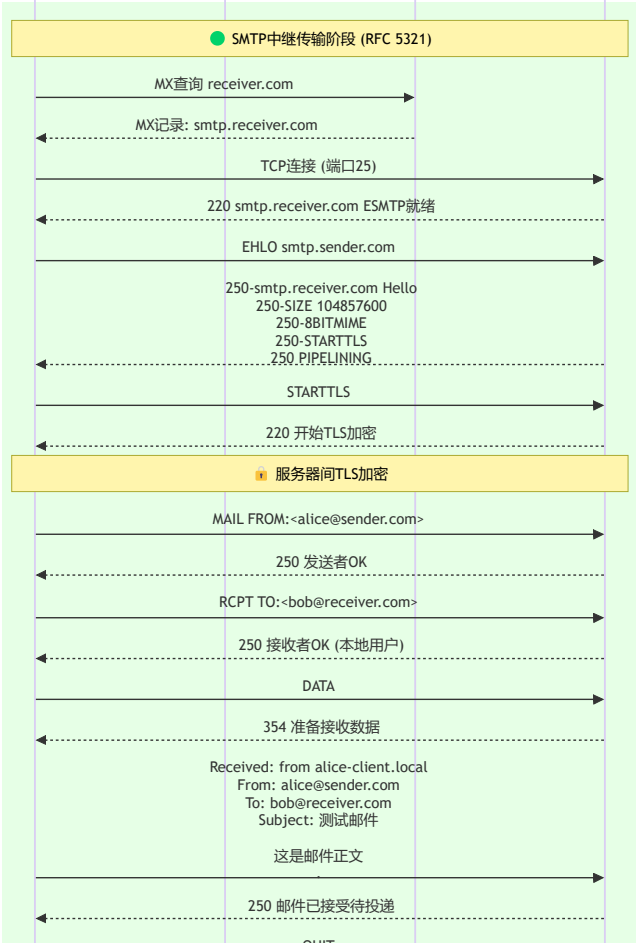 SMTP中继传输阶段 (RFC 5321)
MX查询 receiver.com
MX记录: smtp.receiver.com
TCP连接 (端口25)
220 smtp.receiver.com ESMTP就绪
EHLO smtp.sender.com
250-smtp.receiver.com Hello
250-SIZE 104857600
250-8BITMIME
250-STARTTLS
250 PIPELINING
STARTTLS
220 开始TLS加密
🔒 服务器间TLS加密
MAIL FROM:<alice@sender.com>
250 发送者OK
RCPT TO:<bob@receiver.com>
250 接收者OK (本地用户)
DATA
354 准备接收数据
Received: from alice-client.local
From: alice@sender.com
To: bob@receiver.com
Subject: 测试邮件
这是邮件正文
.
250 邮件已接受待投递
QUIT